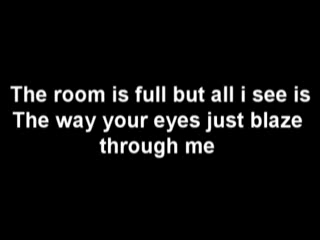 The room is full but all i see is
The way your eyes just blaze
through me